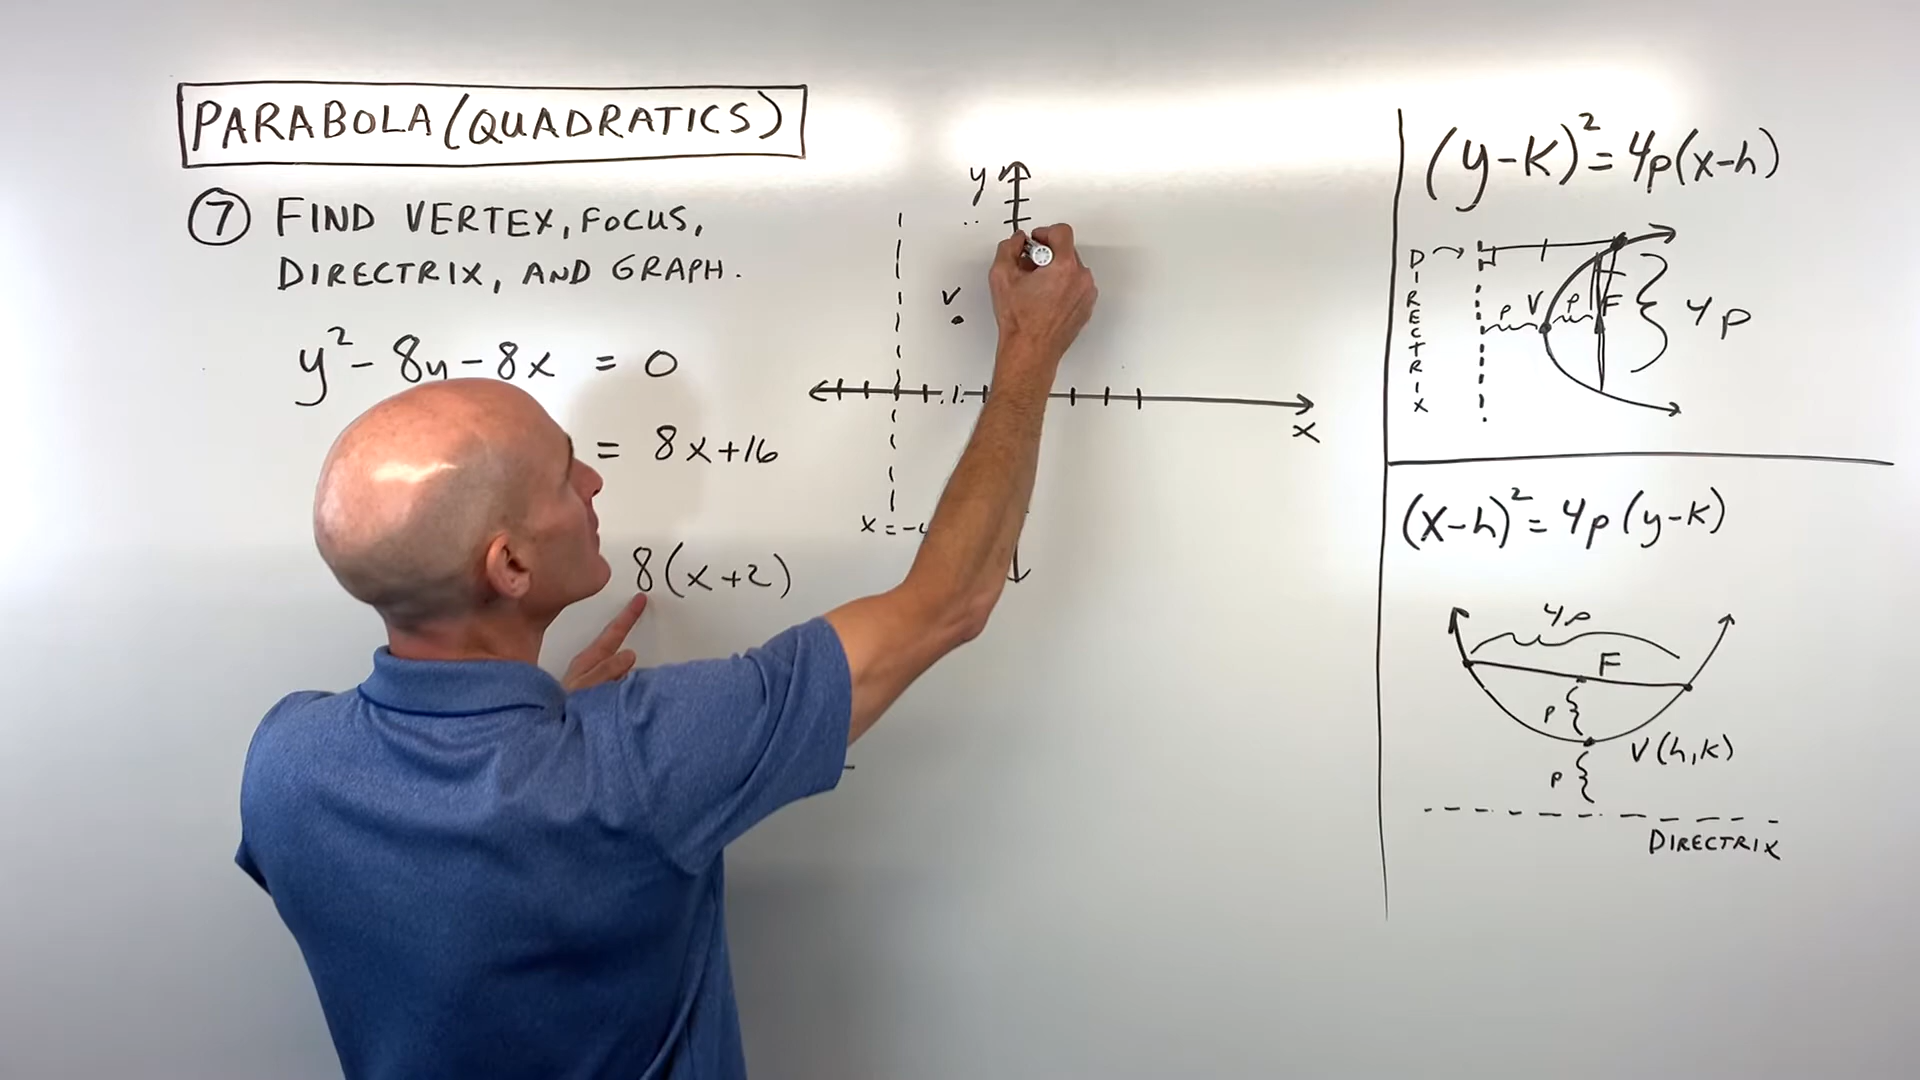 PARABOLA (QUADRATICS)
7 FIND VERTEX, FOCUS,
DIRECTRIX, AND GRAPH.
y² - 8y - 8x = 0
= 8x+16
8(x+2)
y
V
x
x = -4
(y-k)² = 4p(x-h)
DIRECTRIX
p V p F 4p
(x-h)² = 4p(y-k)
4p
F
p
V(h,k)
p
DIRECTRIX